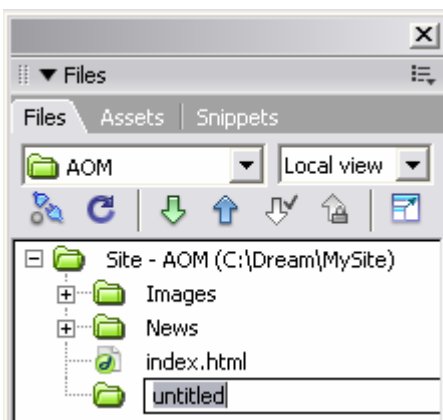 Files
Files Assets Snippets
AOM Local view
Site - AOM (C:\Dream\MySite)
Images
News
index.html
untitled